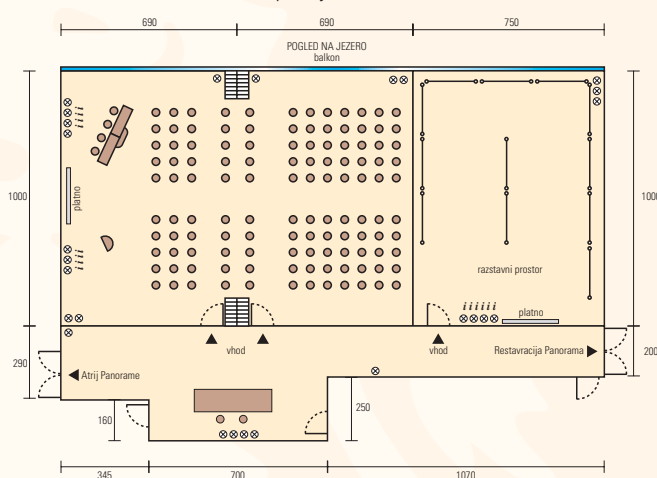 690
690
750
POGLED NA JEZERO
balkon
i
i
i
i
1000
platno
1000
i
i
i
razstavni prostor
iiiiii
platno
vhod
vhod
Restavracija Panorama
290
200
Atrij Panorame
160
250
345
700
1070